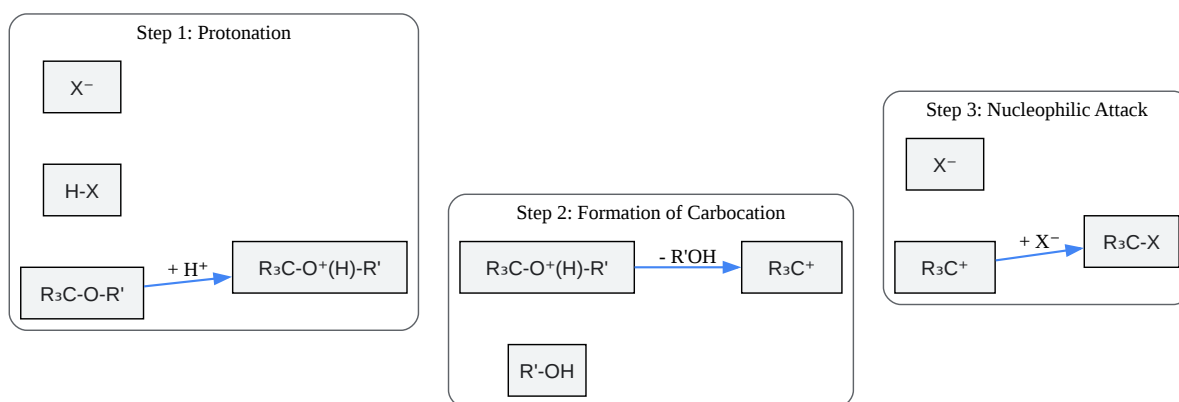 Step 1: Protonation
X⁻
H-X
R₃C-O-R'
+ H⁺
R₃C-O⁺(H)-R'
Step 2: Formation of Carbocation
R₃C-O⁺(H)-R'
- R'OH
R₃C⁺
R'-OH
Step 3: Nucleophilic Attack
X⁻
R₃C⁺
+ X⁻
R₃C-X